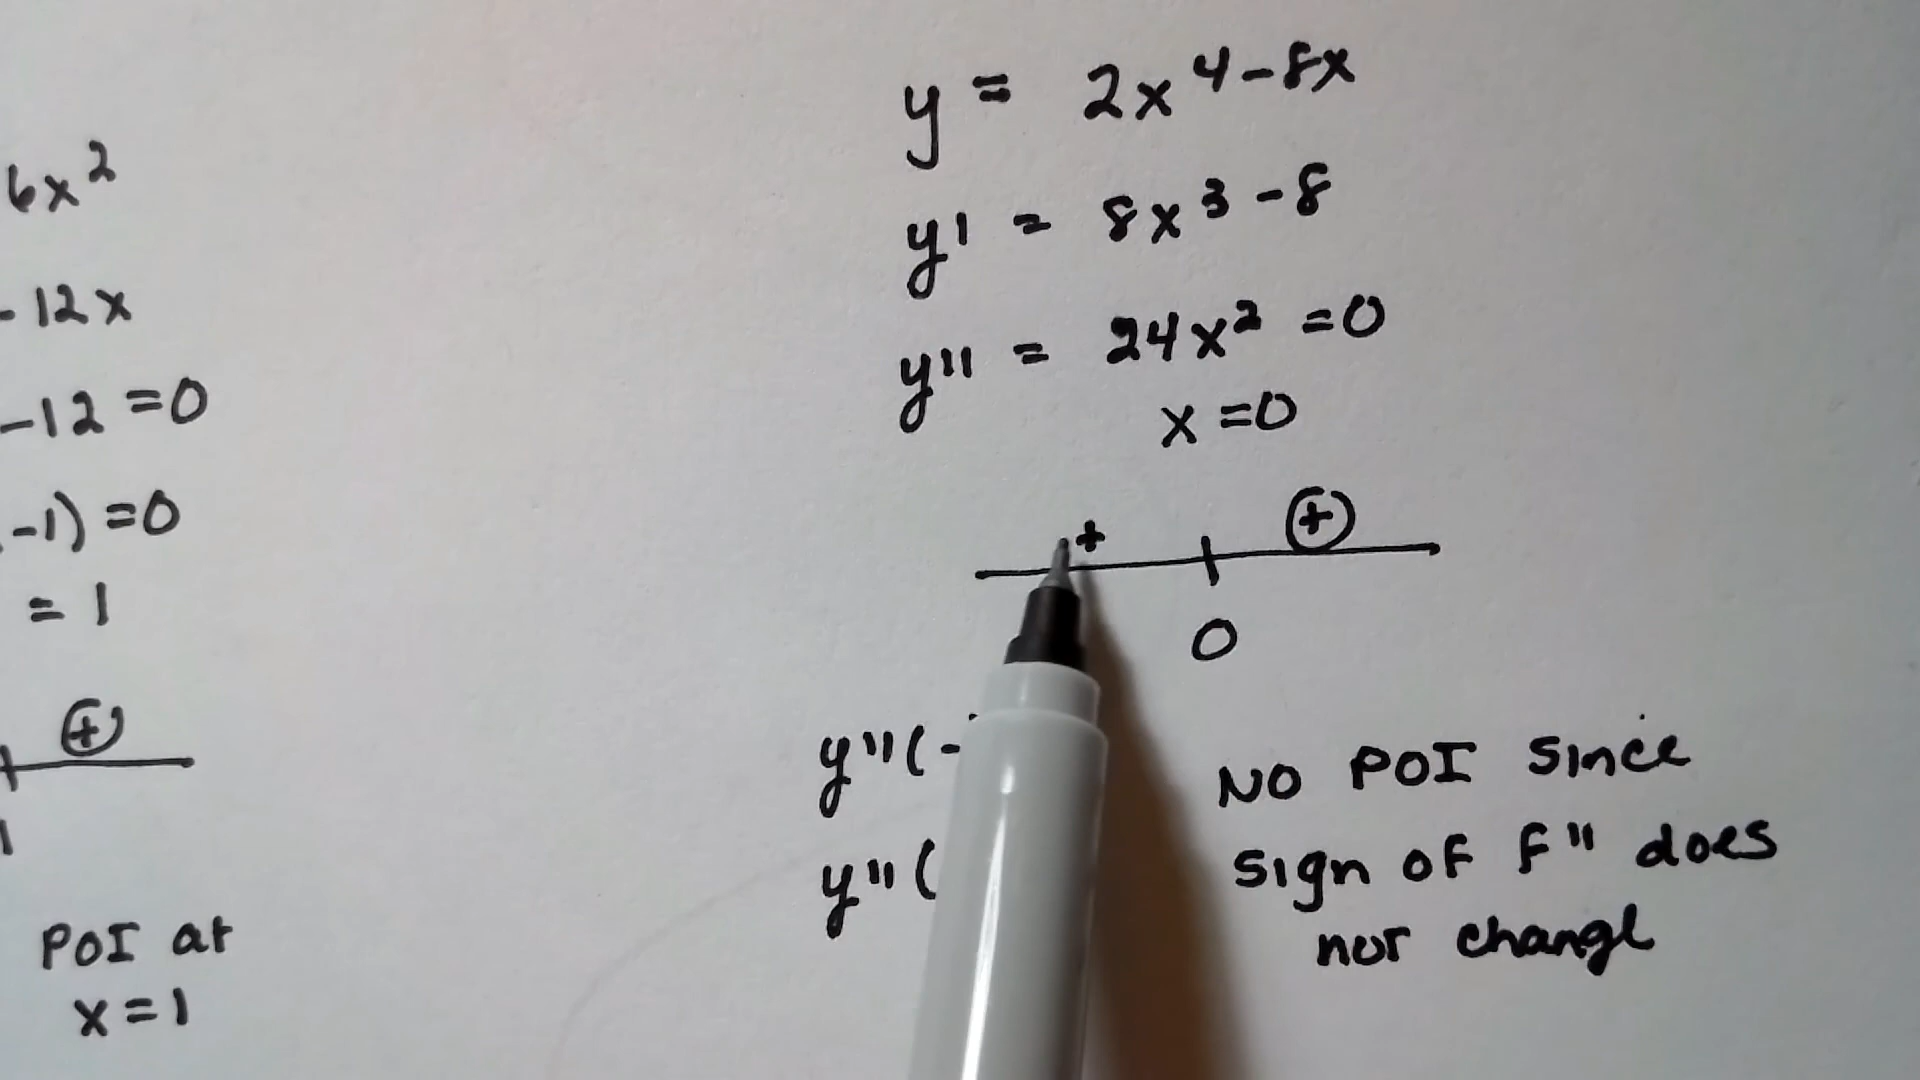 6x²
- 12x
-12 = 0
-1) = 0
= 1
+
1
POI at
x = 1
y = 2x⁴ - 8x
y' = 8x³ - 8
y'' = 24x² = 0
x = 0
+ +
0
y''(-
y''(
NO POI since
sign of f'' does
not change